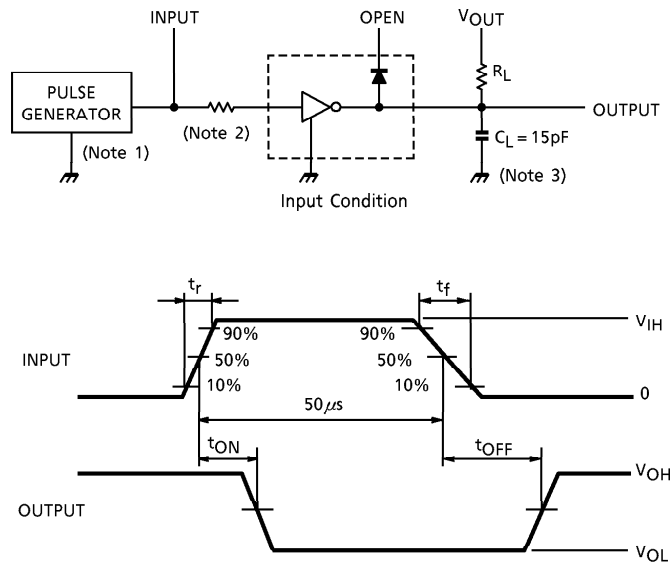 INPUT
OPEN
VOUT
PULSE
GENERATOR
RL
OUTPUT
(Note 1)
(Note 2)
CL = 15pF
(Note 3)
Input Condition
tr
tf
VIH
90%
90%
INPUT
50%
50%
10%
10%
0
50μs
tON
tOFF
VOH
OUTPUT
VOL